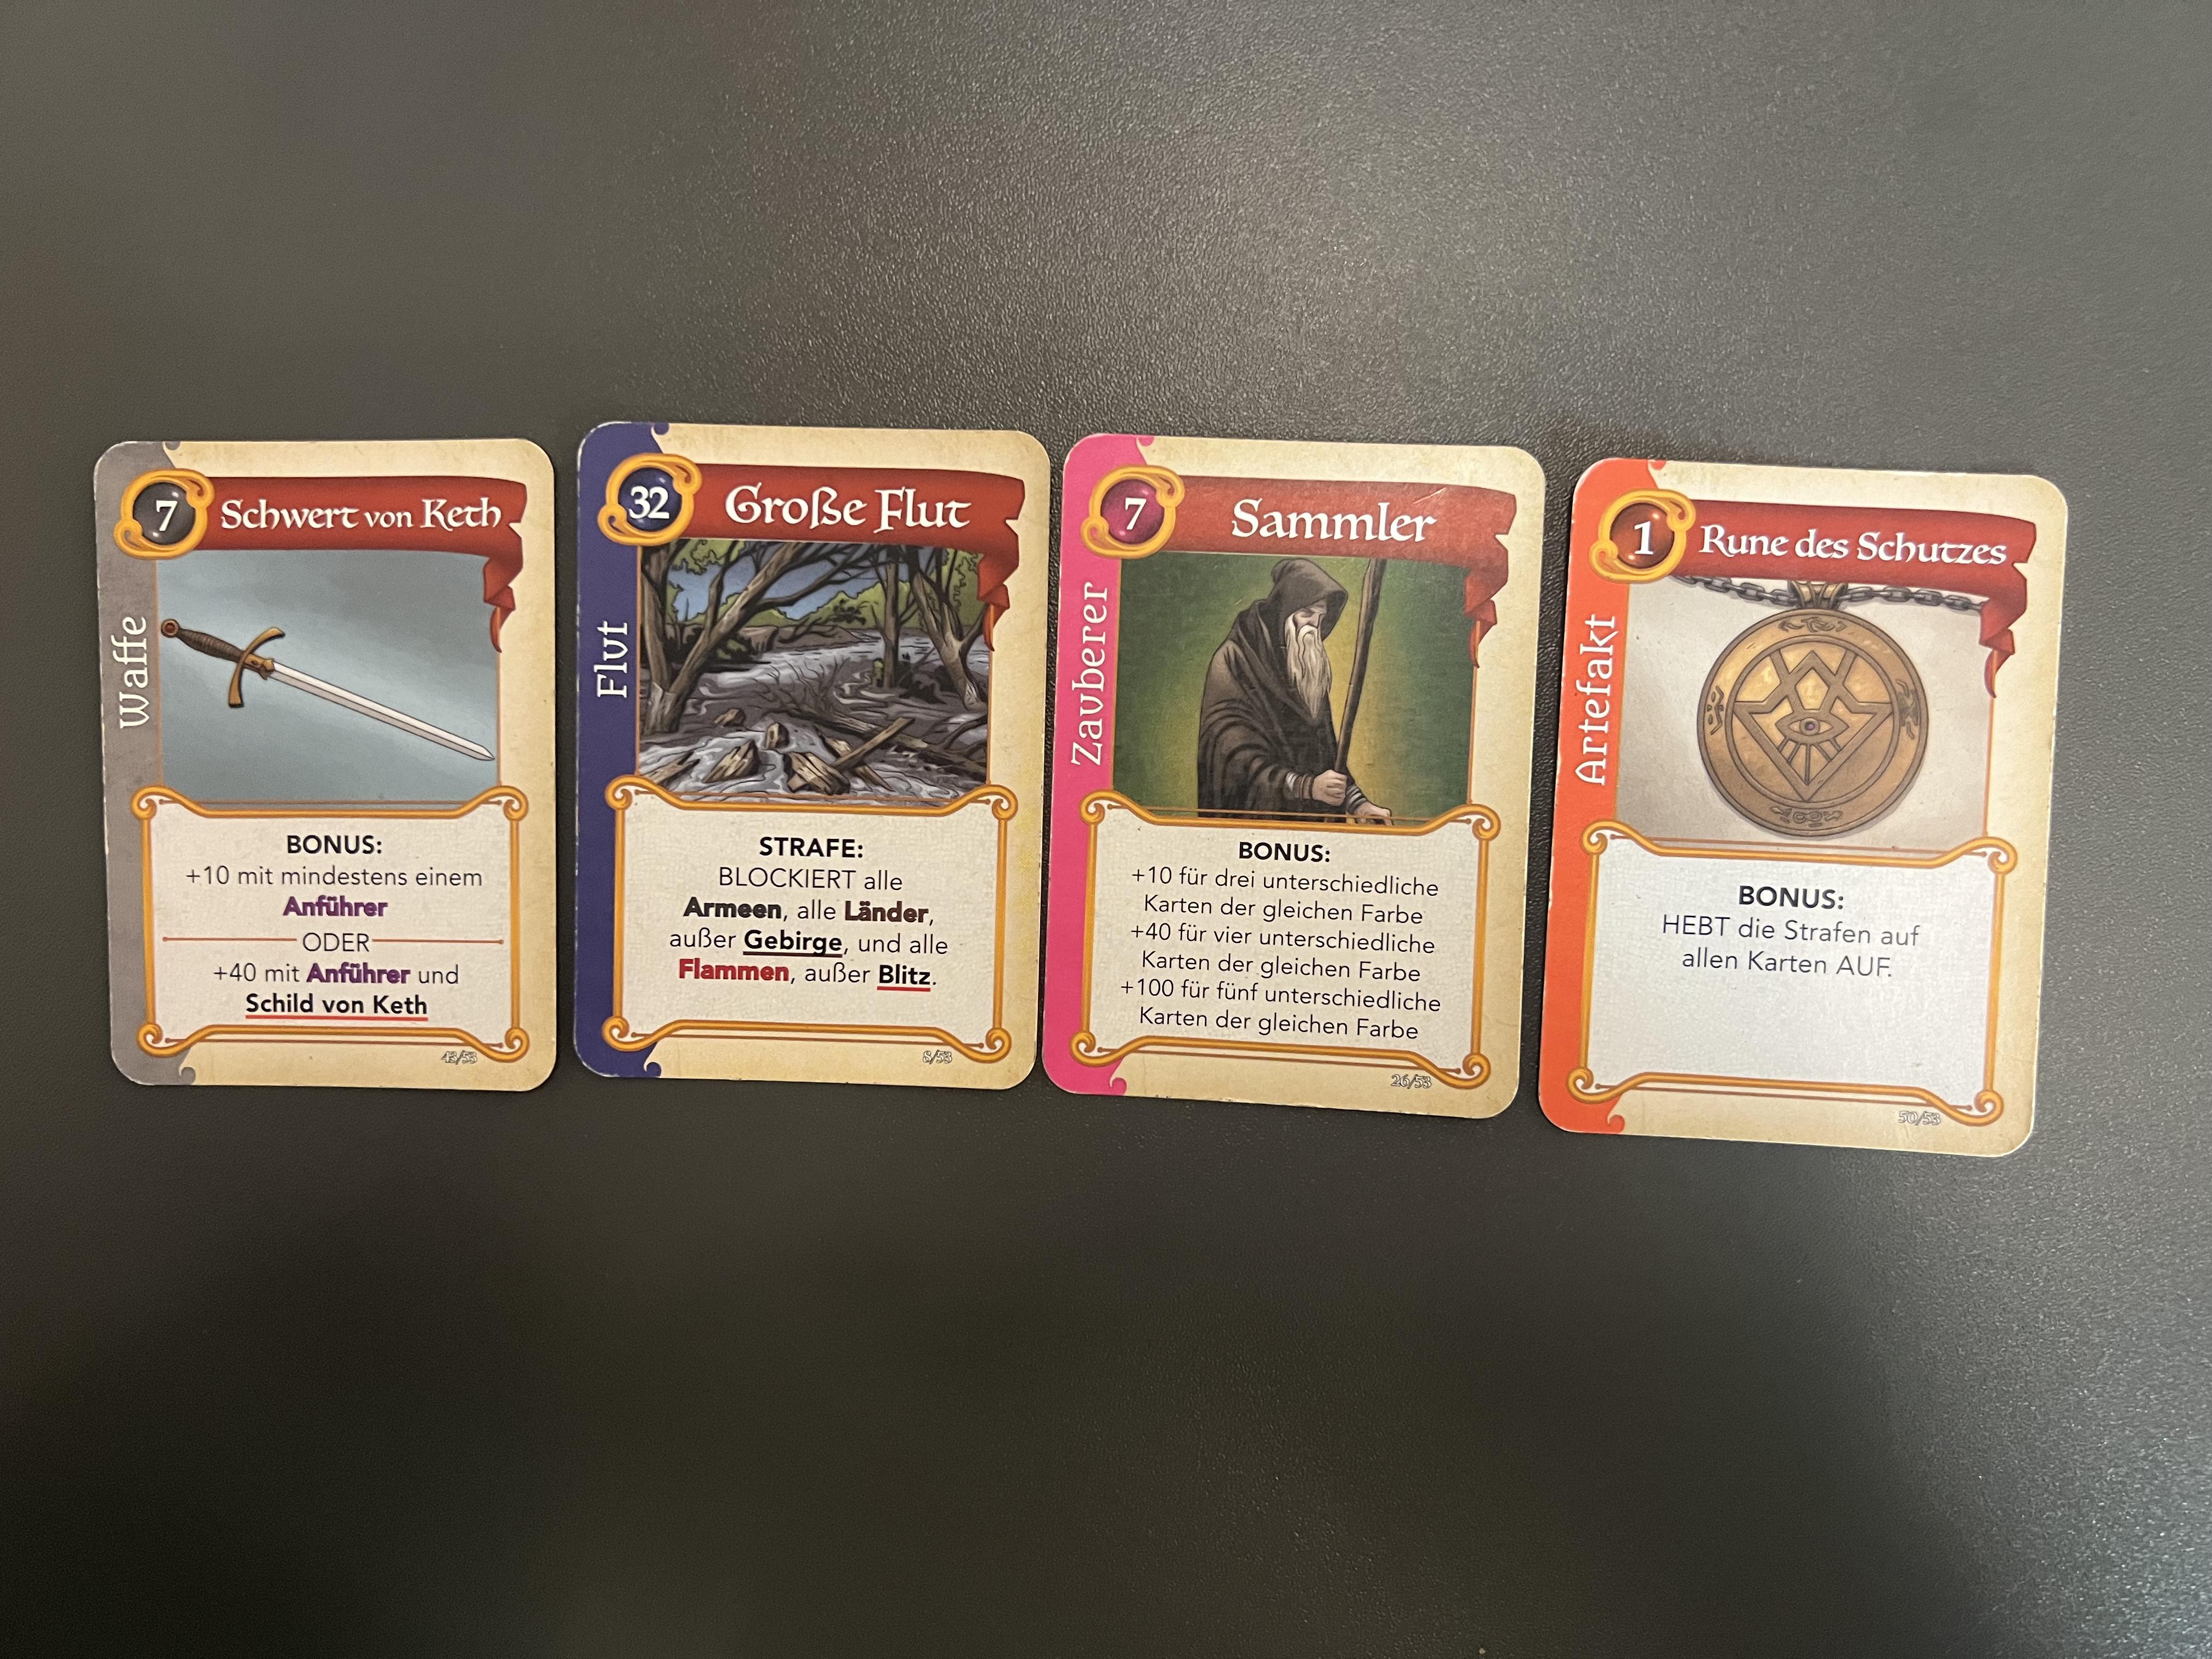 Waffe
7
Schwert von Keth
BONUS:
+10 mit mindestens einem
Anführer
ODER
+40 mit Anführer und
Schild von Keth
43/53
Flut
32
Große Flut
STRAFE:
BLOCKIERT alle
Armeen, alle Länder,
außer Gebirge, und alle
Flammen, außer Blitz.
8/53
Zauberer
7
Sammler
BONUS:
+10 für drei unterschiedliche
Karten der gleichen Farbe
+40 für vier unterschiedliche
Karten der gleichen Farbe
+100 für fünf unterschiedliche
Karten der gleichen Farbe
26/53
Artefakt
1
Rune des Schutzes
BONUS:
HEBT die Strafen auf
allen Karten AUF.
50/53